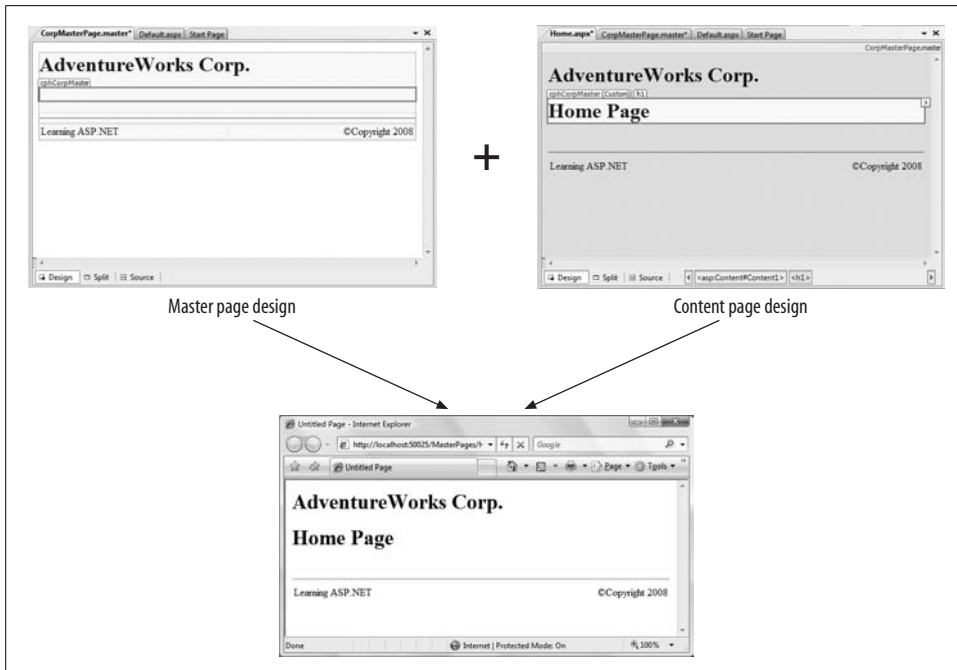 CorpMasterPage.master* Default.aspx Start Page
AdventureWorks Corp.
cphCorpMaster
Learning ASP.NET ©Copyright 2008
Design Split Source
Master page design
+
Home.aspx* CorpMasterPage.master* Default.aspx Start Page
CorpMasterPage.master
AdventureWorks Corp.
cphCorpMaster (Custom) h1
Home Page
Learning ASP.NET ©Copyright 2008
Design Split Source <asp:Content#Content1> <h1>
Content page design
Untitled Page - Internet Explorer
http://localhost:50025/MasterPages/H Google
Untitled Page Page Tools
AdventureWorks Corp.
Home Page
Learning ASP.NET ©Copyright 2008
Done Internet | Protected Mode: On 100%